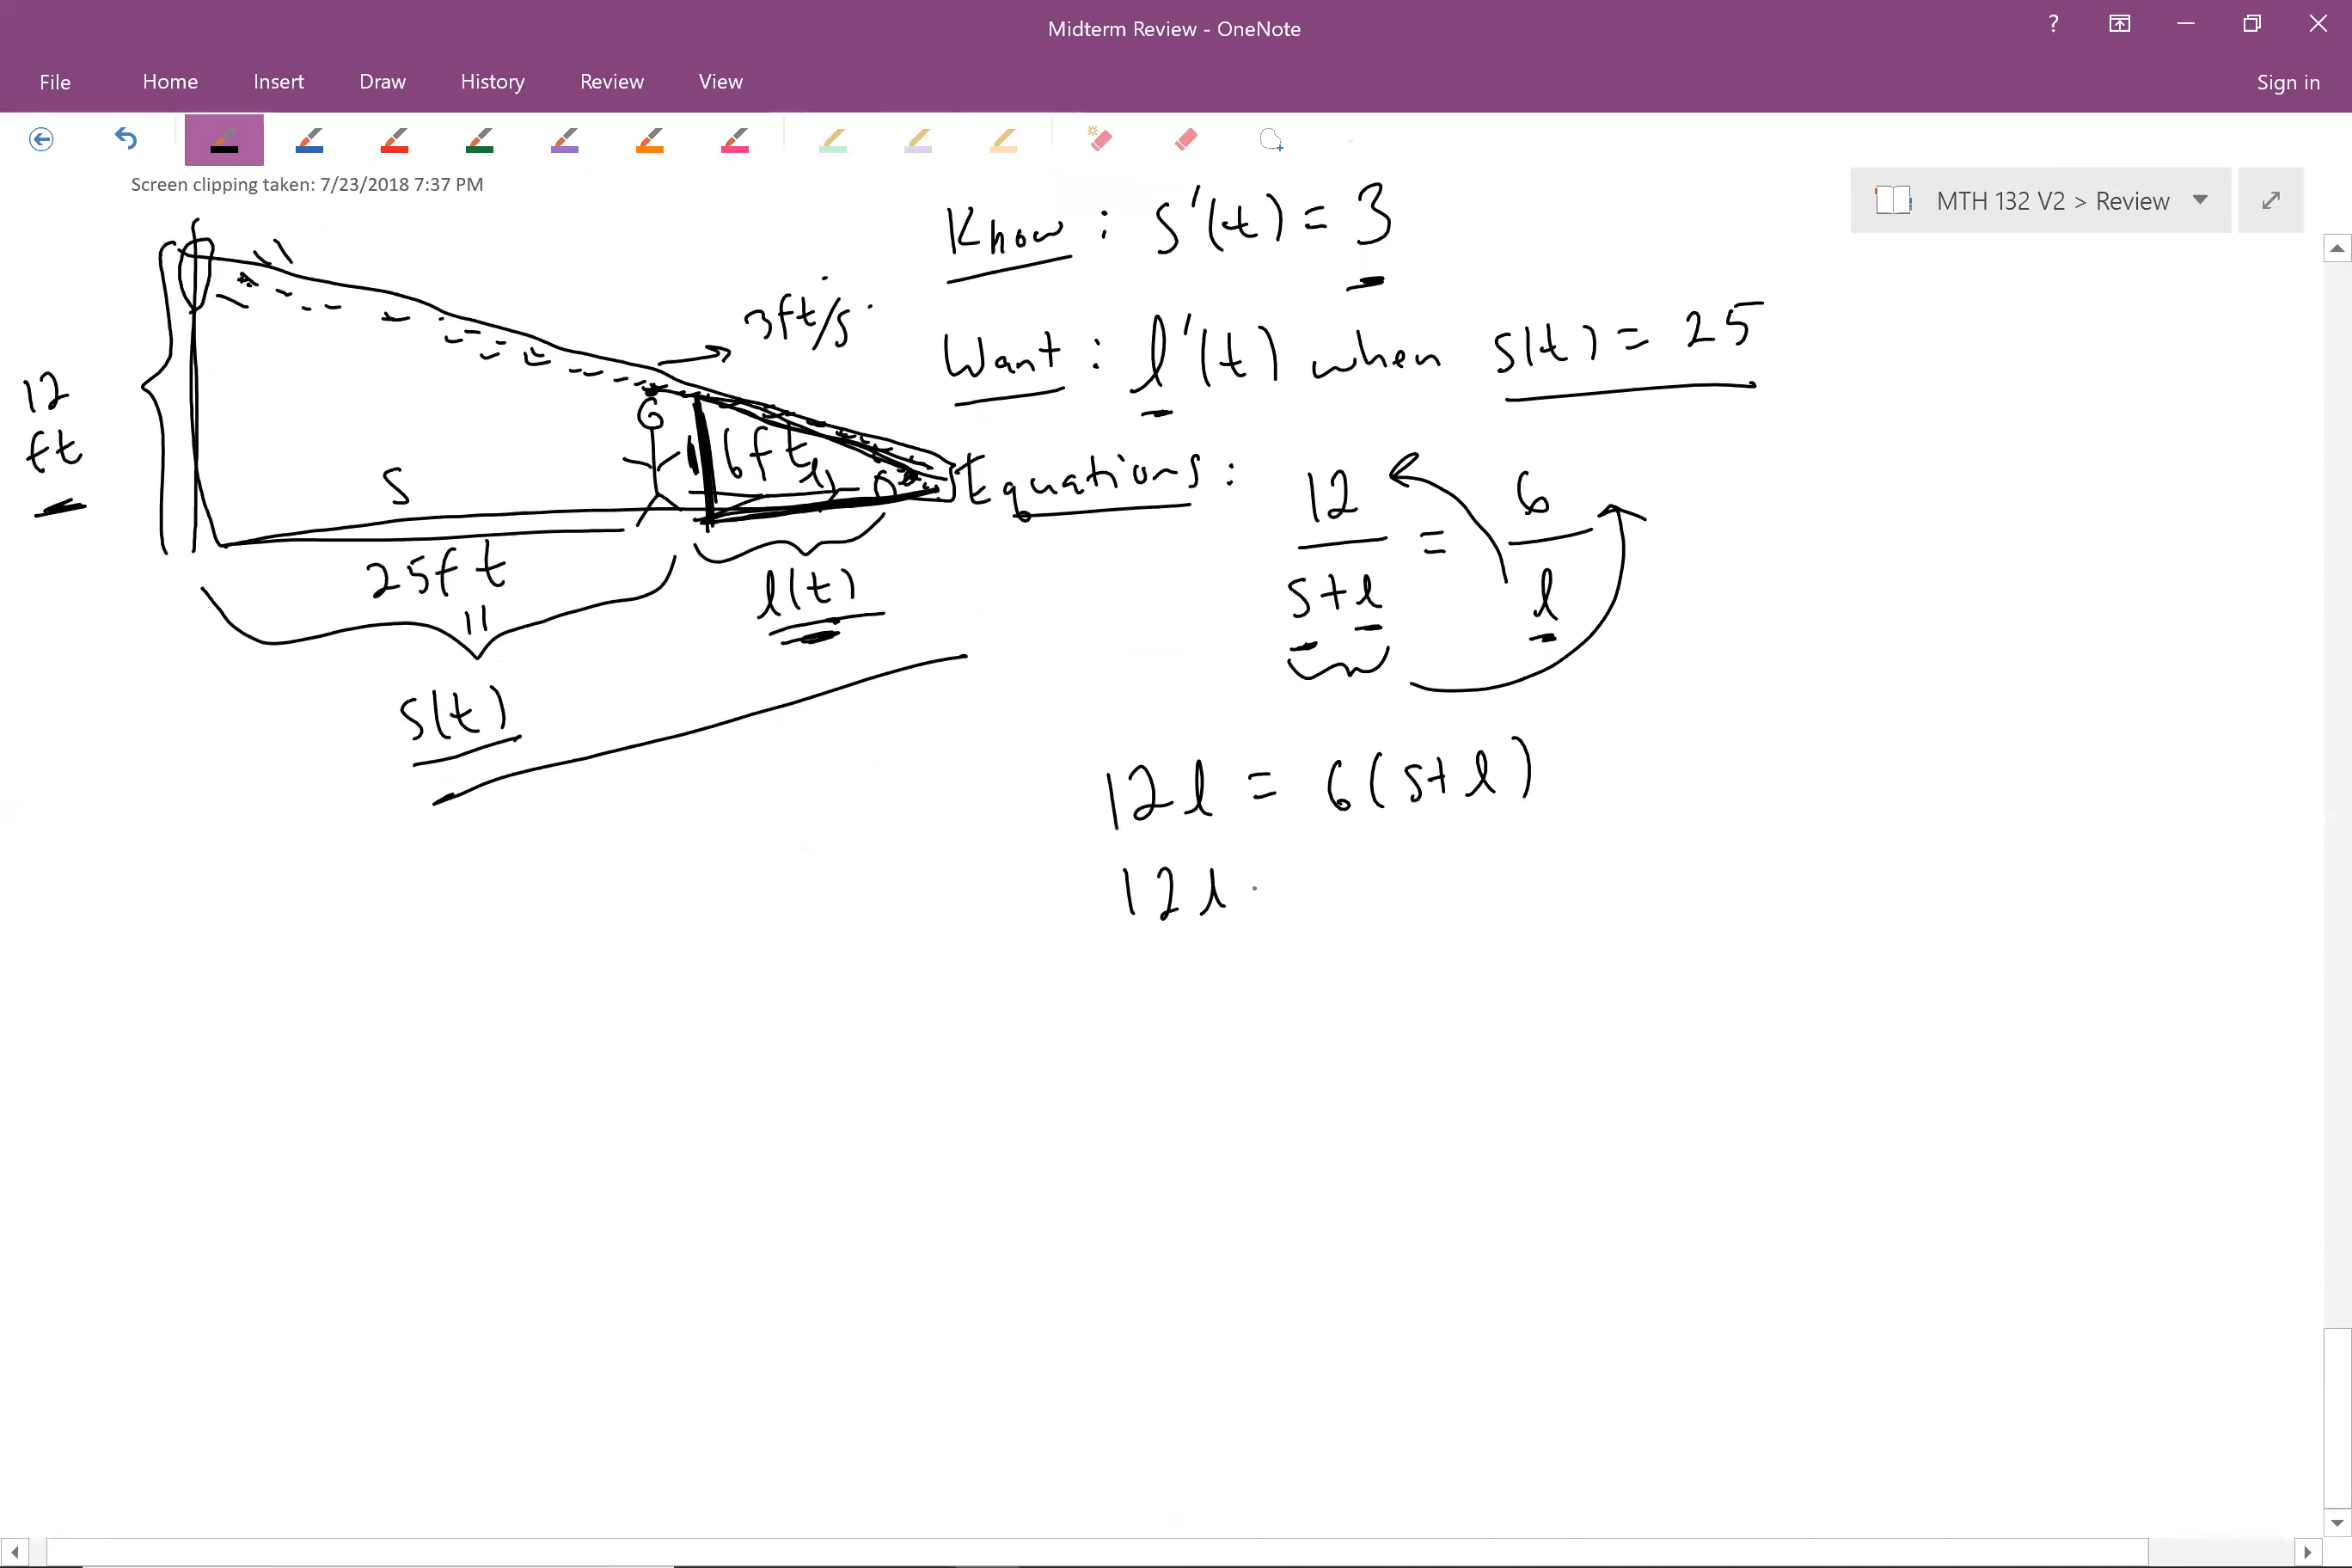 Midterm Review - OneNote
?
File Home Insert Draw History Review View
Sign in
Screen clipping taken: 7/23/2018 7:37 PM
MTH 132 V2 > Review
Know : s'(t) = 3
Want : l'(t) when s(t) = 25
Equations :
12 / s+l = 6 / l
12l = 6(s+l)
12l
3ft/s
12
ft
6ft
l
s
25ft
l(t)
s(t)